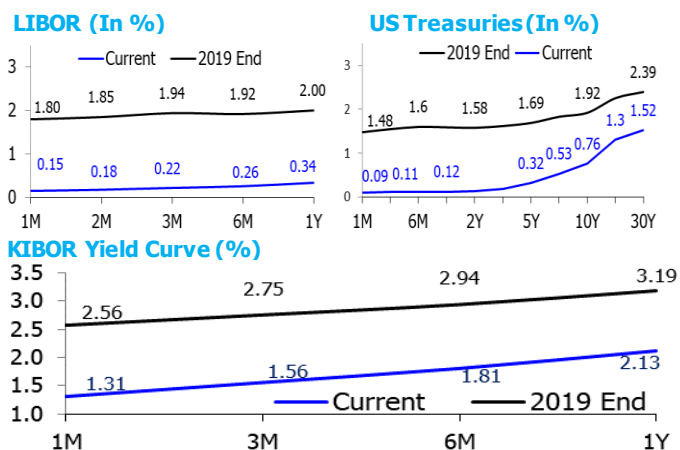 LIBOR (In %)
3
2
1
0
Current
2019 End
1.80
1.85
1.94
1.92
2.00
0.15
0.18
0.22
0.26
0.34
1M
2M
3M
6M
1Y
US Treasuries (In %)
3
2
1
0
2019 End
Current
1.48
1.6
1.58
1.69
1.92
2.39
0.09
0.11
0.12
0.32
0.53
0.76
1.3
1.52
1M
6M
2Y
5Y
10Y
30Y
KIBOR Yield Curve (%)
3.5
3.0
2.5
2.0
1.5
1.0
2.56
2.75
2.94
3.19
1.31
1.56
1.81
2.13
Current
2019 End
1M
3M
6M
1Y